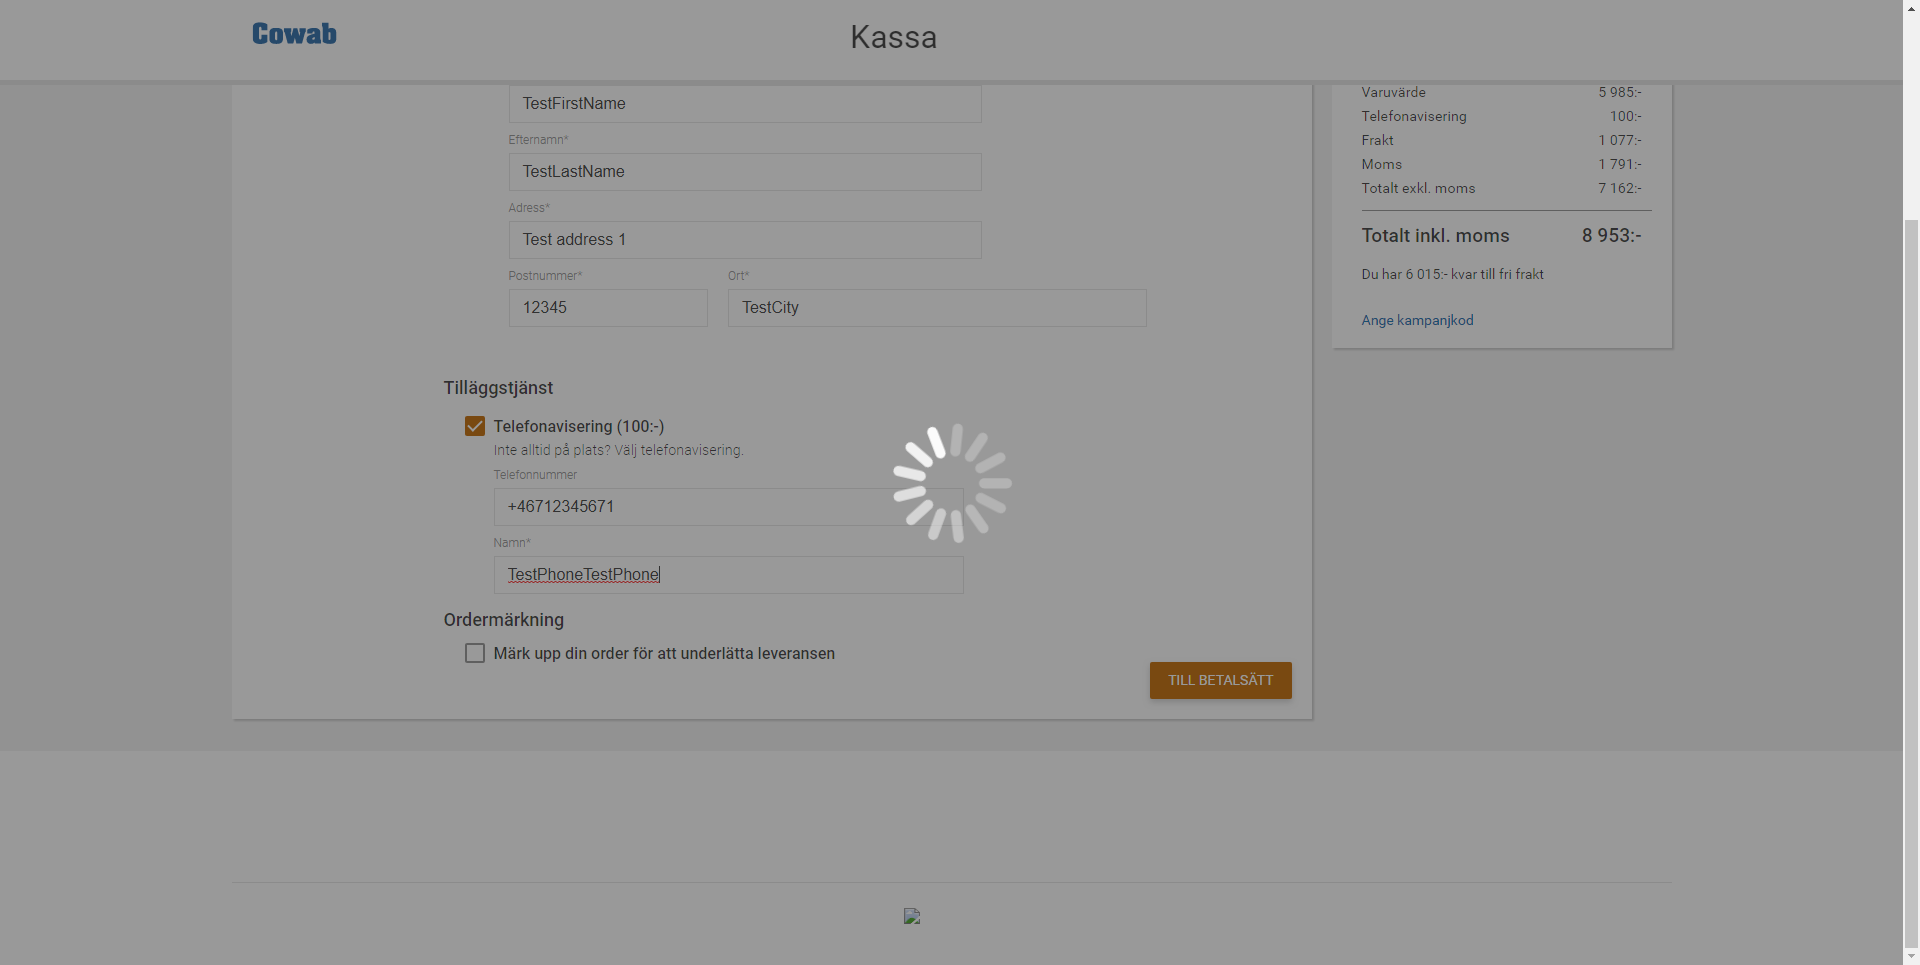 Cowab
Kassa
TestFirstName
Efternamn*
TestLastName
Adress*
Test address 1
Postnummer*
Ort*
12345
TestCity
Tilläggstjänst
Telefonavisering (100:-)
Inte alltid på plats? Välj telefonavisering.
Telefonnummer
+46712345671
Namn*
TestPhoneTestPhone
Ordermärkning
Märk upp din order för att underlätta leveransen
TILL BETALSÄTT
Varuvärde 5 985:-
Telefonavisering 100:-
Frakt 1 077:-
Moms 1 791:-
Totalt exkl. moms 7 162:-
Totalt inkl. moms 8 953:-
Du har 6 015:- kvar till fri frakt
Ange kampanjkod